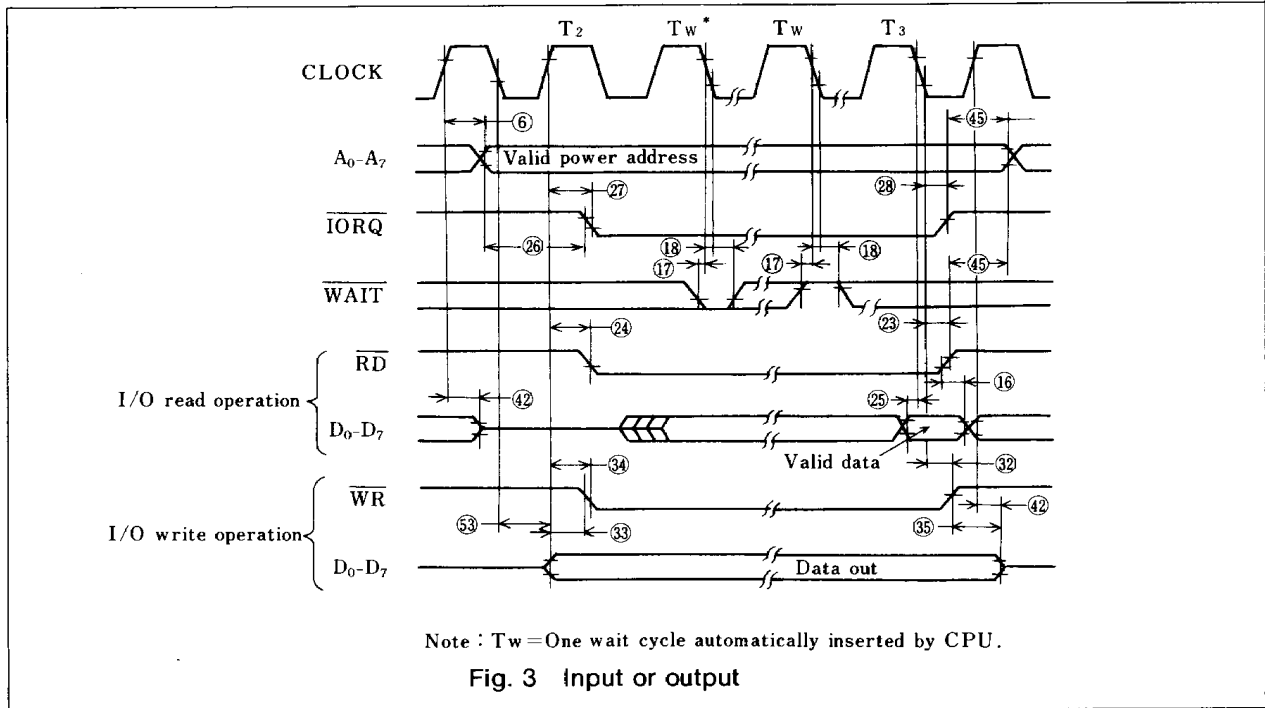 T2 Tw* Tw T3
CLOCK
⑥ ㊺
A0-A7 Valid power address
㉗ ㉘
IORQ
㉖ ⑱ ⑱
⑰ ⑰ ㊺
WAIT
㉔ ㉓
RD
I/O read operation ㊷ ㉕ ⑯
D0-D7
Valid data ㉜
㉞
WR
I/O write operation 53 ㉝ ㉟ ㊷
D0-D7 Data out
Note : Tw=One wait cycle automatically inserted by CPU.
Fig. 3 Input or output